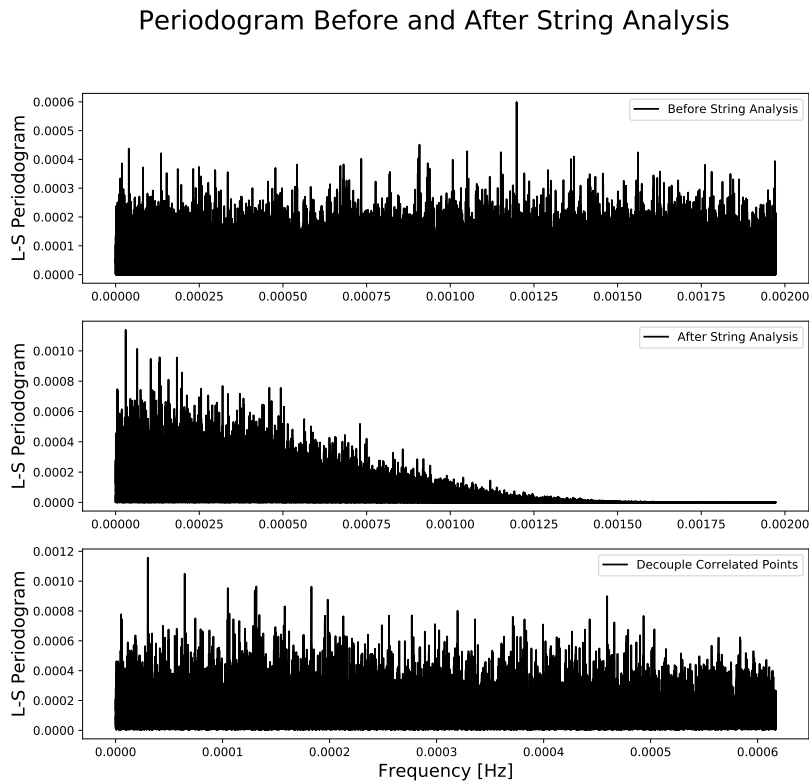 Periodogram Before and After String Analysis
L-S Periodogram
0.0006
0.0005
0.0004
0.0003
0.0002
0.0001
0.0000
Before String Analysis
0.00000 0.00025 0.00050 0.00075 0.00100 0.00125 0.00150 0.00175 0.00200
L-S Periodogram
0.0010
0.0008
0.0006
0.0004
0.0002
0.0000
After String Analysis
0.00000 0.00025 0.00050 0.00075 0.00100 0.00125 0.00150 0.00175 0.00200
L-S Periodogram
0.0012
0.0010
0.0008
0.0006
0.0004
0.0002
0.0000
Decouple Correlated Points
0.0000 0.0001 0.0002 0.0003 0.0004 0.0005 0.0006
Frequency [Hz]